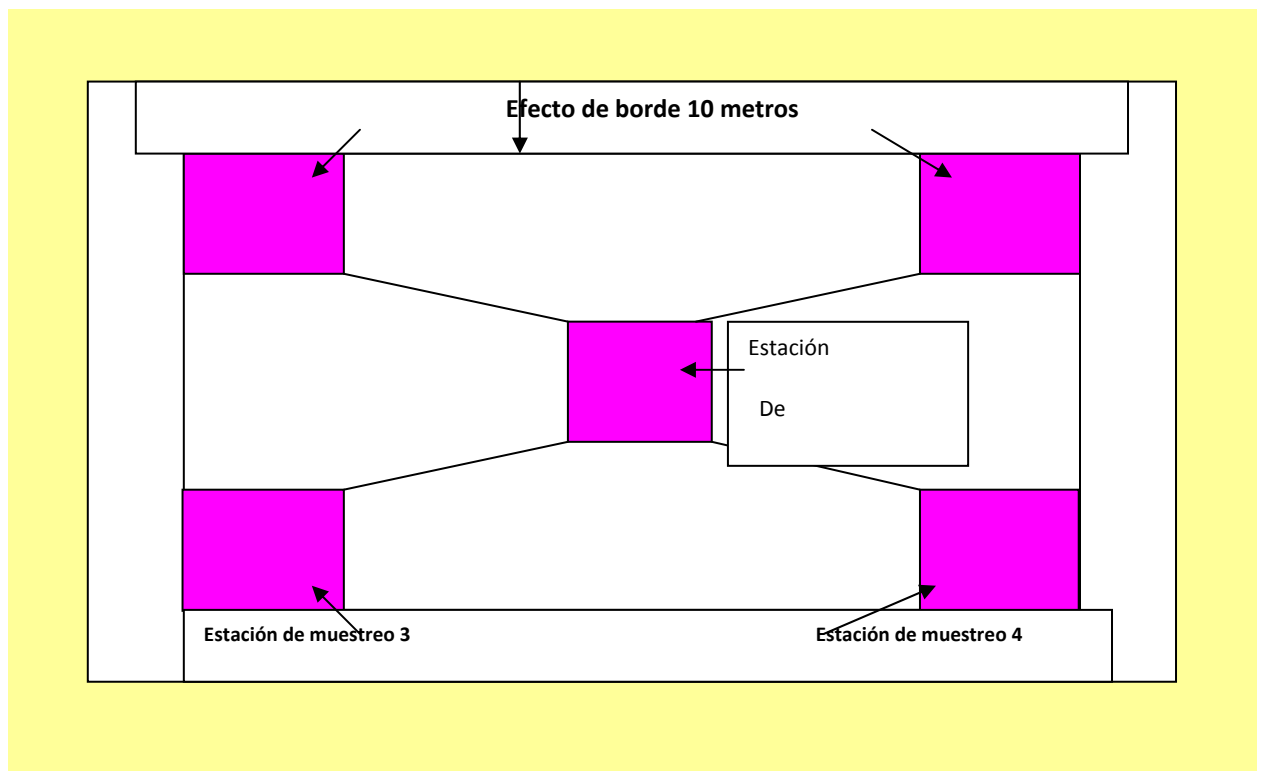 Efecto de borde 10 metros
Estación
De
Estación de muestreo 3
Estación de muestreo 4